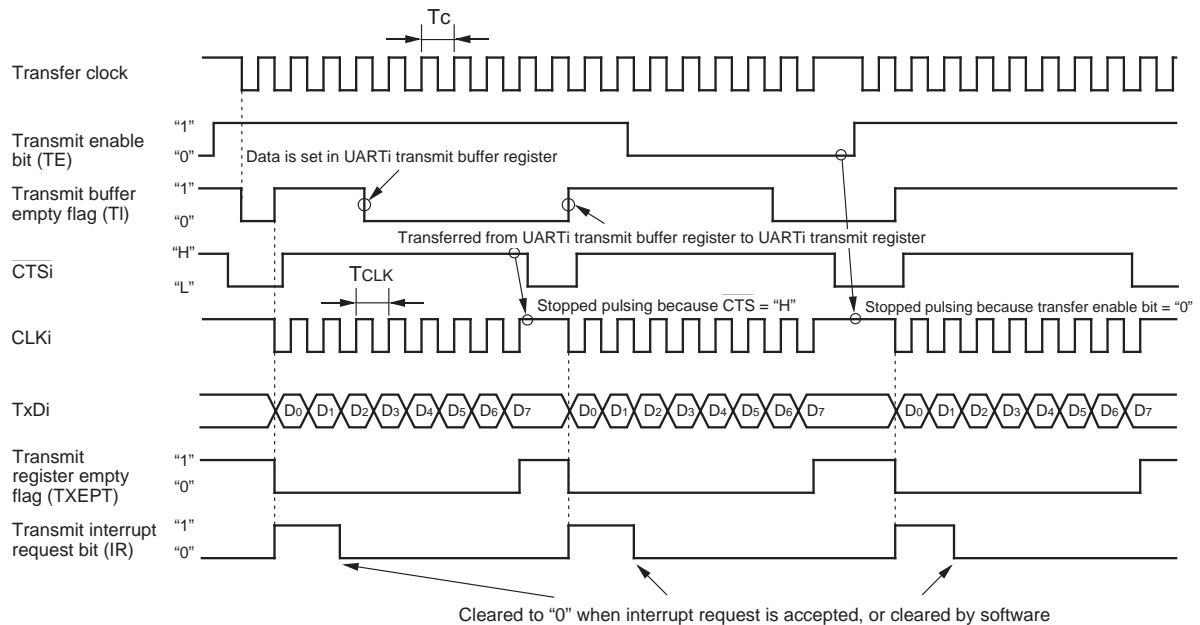 Tc
Transfer clock
Transmit enable
bit (TE)
"1"
"0"
Data is set in UARTi transmit buffer register
Transmit buffer
empty flag (TI)
"1"
"0"
Transferred from UARTi transmit buffer register to UARTi transmit register
CTSi
"H"
"L"
TCLK
Stopped pulsing because CTS = "H"
Stopped pulsing because transfer enable bit = "0"
CLKi
TxDi
D0 D1 D2 D3 D4 D5 D6 D7 D0 D1 D2 D3 D4 D5 D6 D7 D0 D1 D2 D3 D4 D5 D6 D7
Transmit
register empty
flag (TXEPT)
"1"
"0"
Transmit interrupt
request bit (IR)
"1"
"0"
Cleared to "0" when interrupt request is accepted, or cleared by software